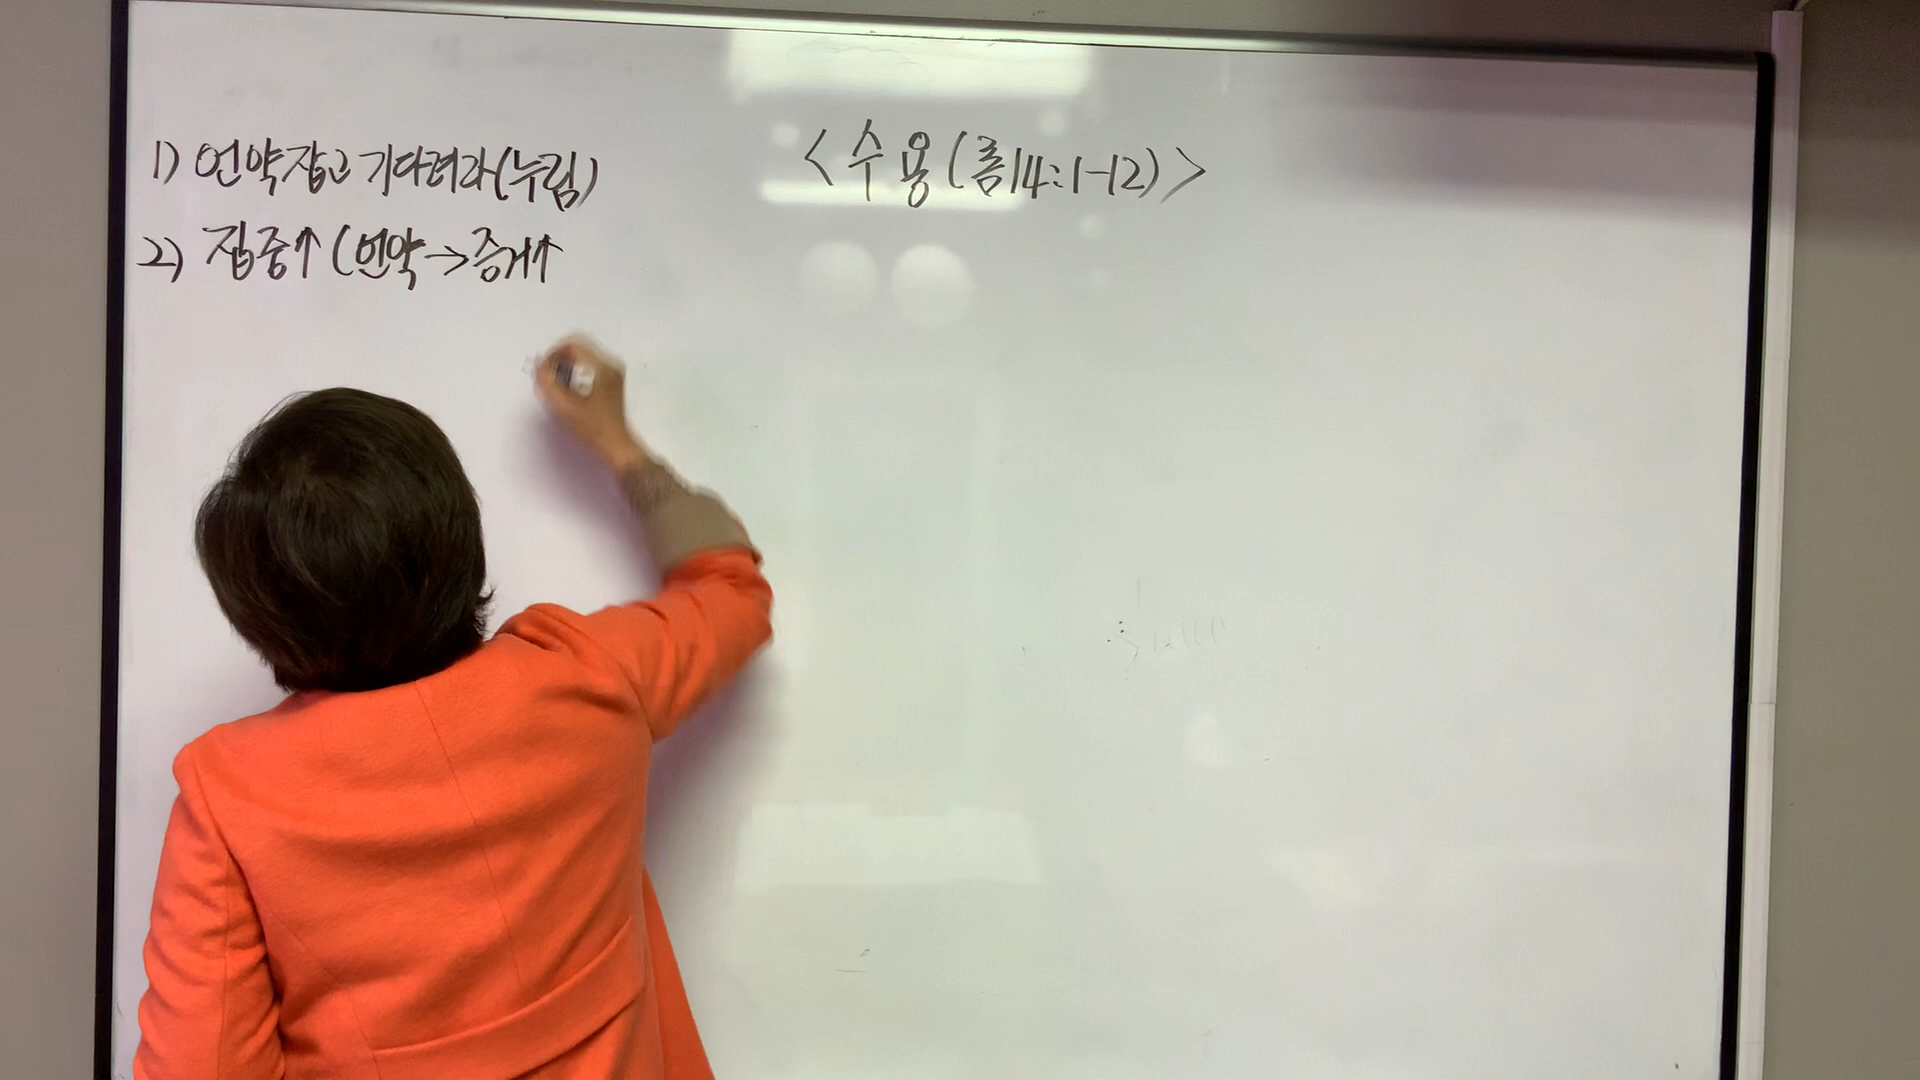 <수용(롬14:1-12)>
1) 언약잡고 기다려라(누림)
2) 집중↑ (언약→증거↑